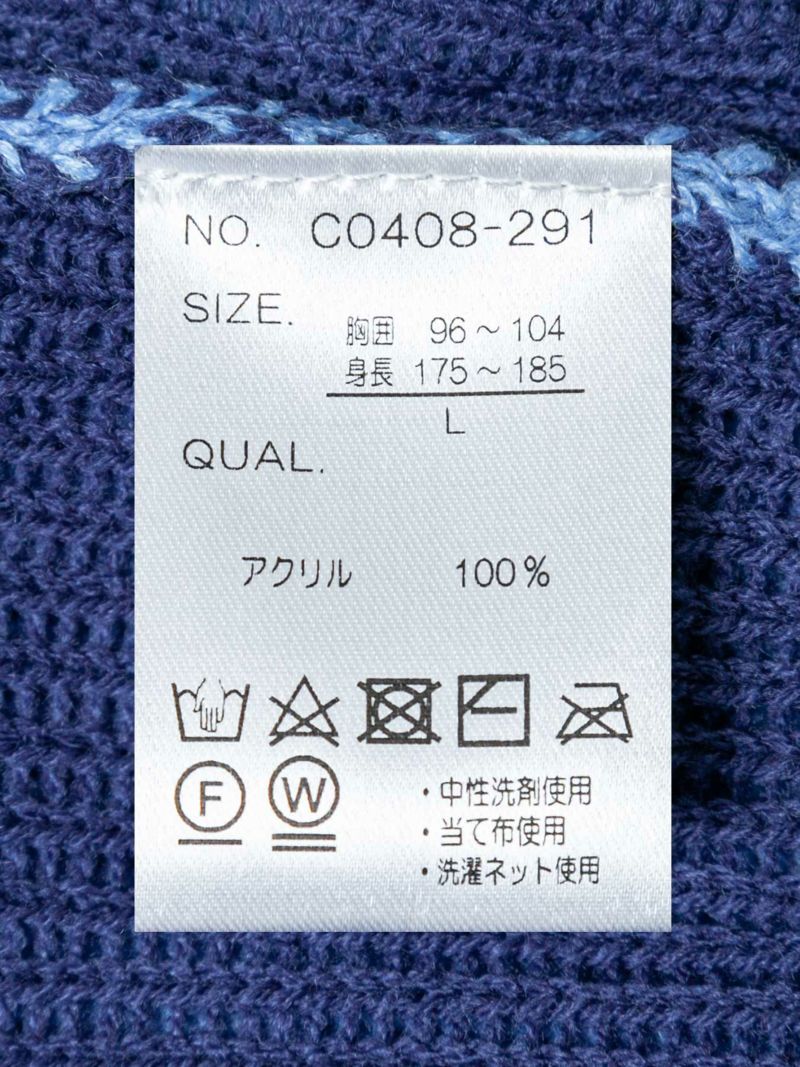 NO. C0408-291
SIZE. 胸囲 96～104
身長 175～185
L
QUAL.
アクリル 100%
F W
・中性洗剤使用
・当て布使用
・洗濯ネット使用